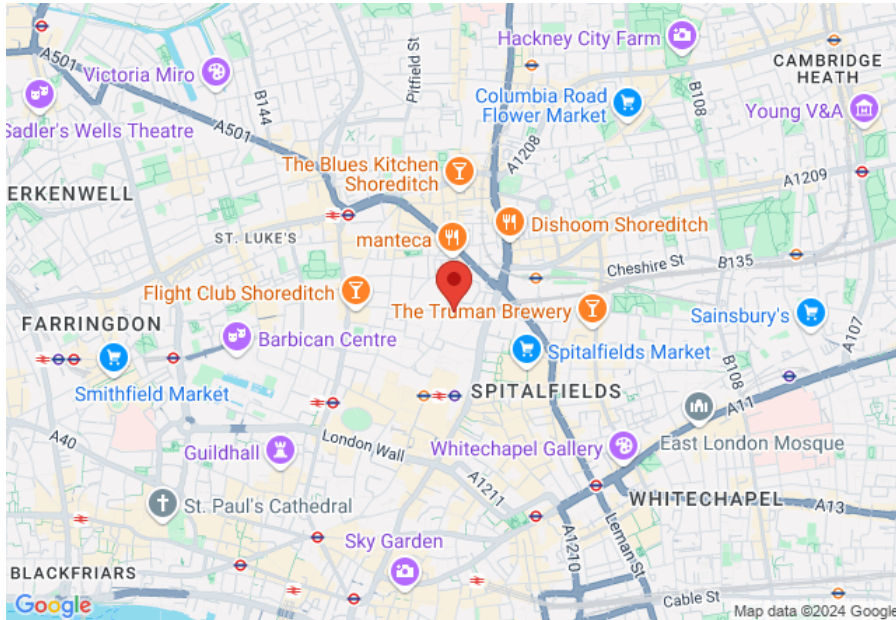 Hackney City Farm
CAMBRIDGE
HEATH
A501
Victoria Miro
Pitfield St
B144
Columbia Road
Flower Market
B108
Young V&A
Sadler's Wells Theatre
A501
A1208
The Blues Kitchen
Shoreditch
A1209
ERKENWELL
ST. LUKE'S
manteca
Dishoom Shoreditch
Cheshire St
B135
Flight Club Shoreditch
The Truman Brewery
Sainsbury's
A107
FARRINGDON
Barbican Centre
Spitalfields Market
B108
Smithfield Market
SPITALFIELDS
A11
A40
London Wall
Guildhall
Whitechapel Gallery
East London Mosque
A1211
St. Paul's Cathedral
WHITECHAPEL
A13
Sky Garden
A1210
Leman St
BLACKFRIARS
Cable St
Google
Map data ©2024 Google